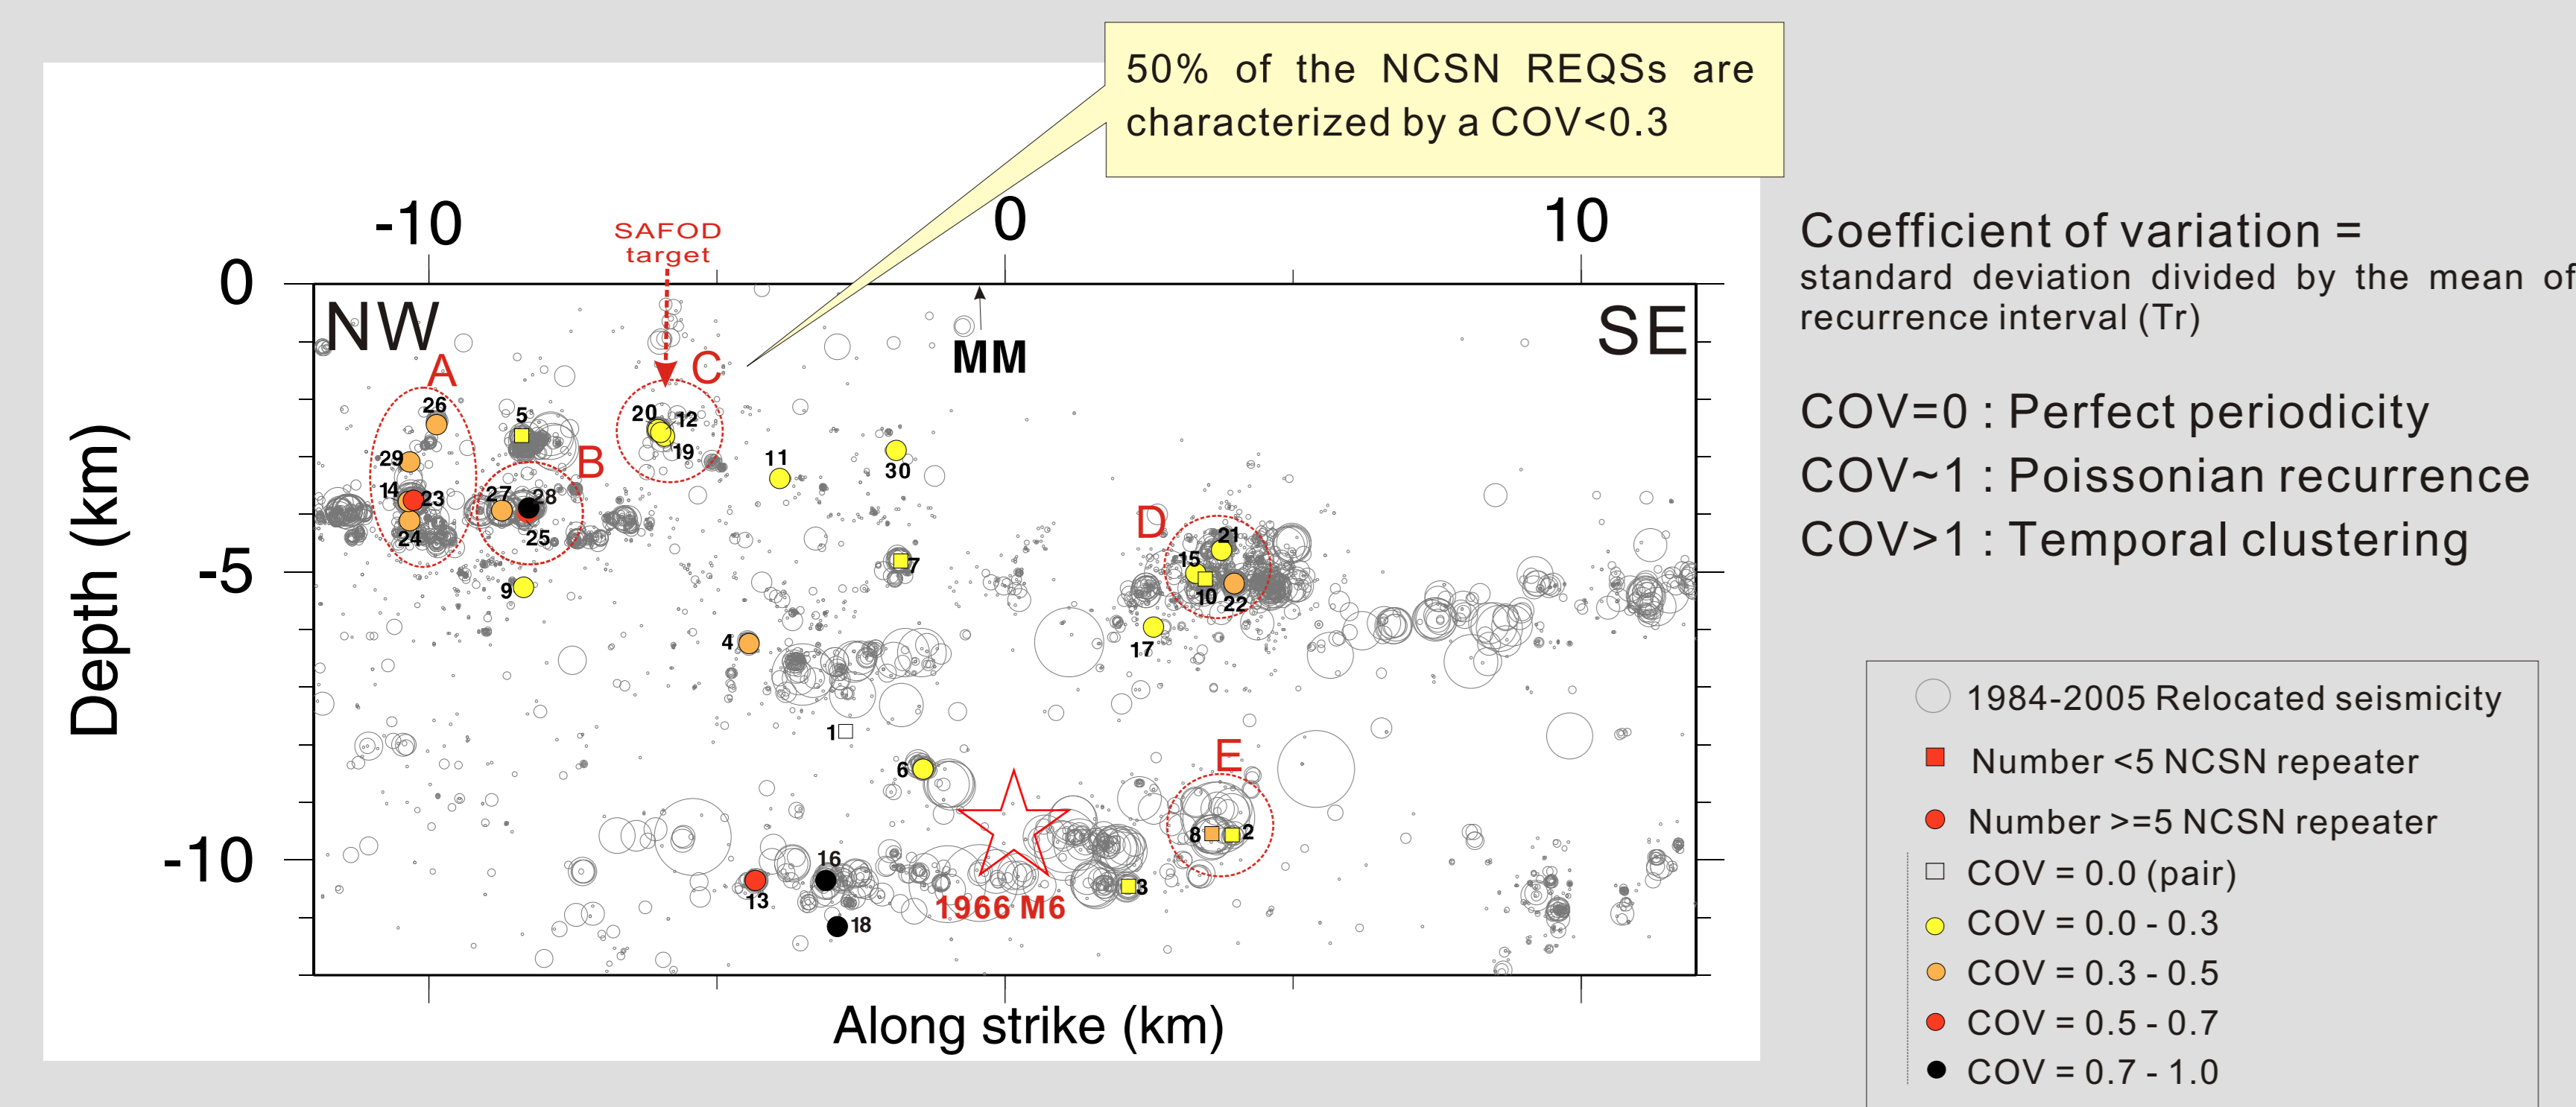 50% of the NCSN REQSs are
characterized by a COV<0.3
-10
0
10
SAFOD
target
0
-5
-10
Depth (km)
NW
SE
MM
A
B
C
D
E
26
5
20
12
19
29
14
23
24
27
28
25
11
30
9
7
4
15
21
10
22
17
1
6
8
2
3
16
13
18
1966 M6
Along strike (km)
Coefficient of variation =
standard deviation divided by the mean of
recurrence interval (Tr)
COV=0 : Perfect periodicity
COV~1 : Poissonian recurrence
COV>1 : Temporal clustering
1984-2005 Relocated seismicity
Number <5 NCSN repeater
Number >=5 NCSN repeater
COV = 0.0 (pair)
COV = 0.0 - 0.3
COV = 0.3 - 0.5
COV = 0.5 - 0.7
COV = 0.7 - 1.0